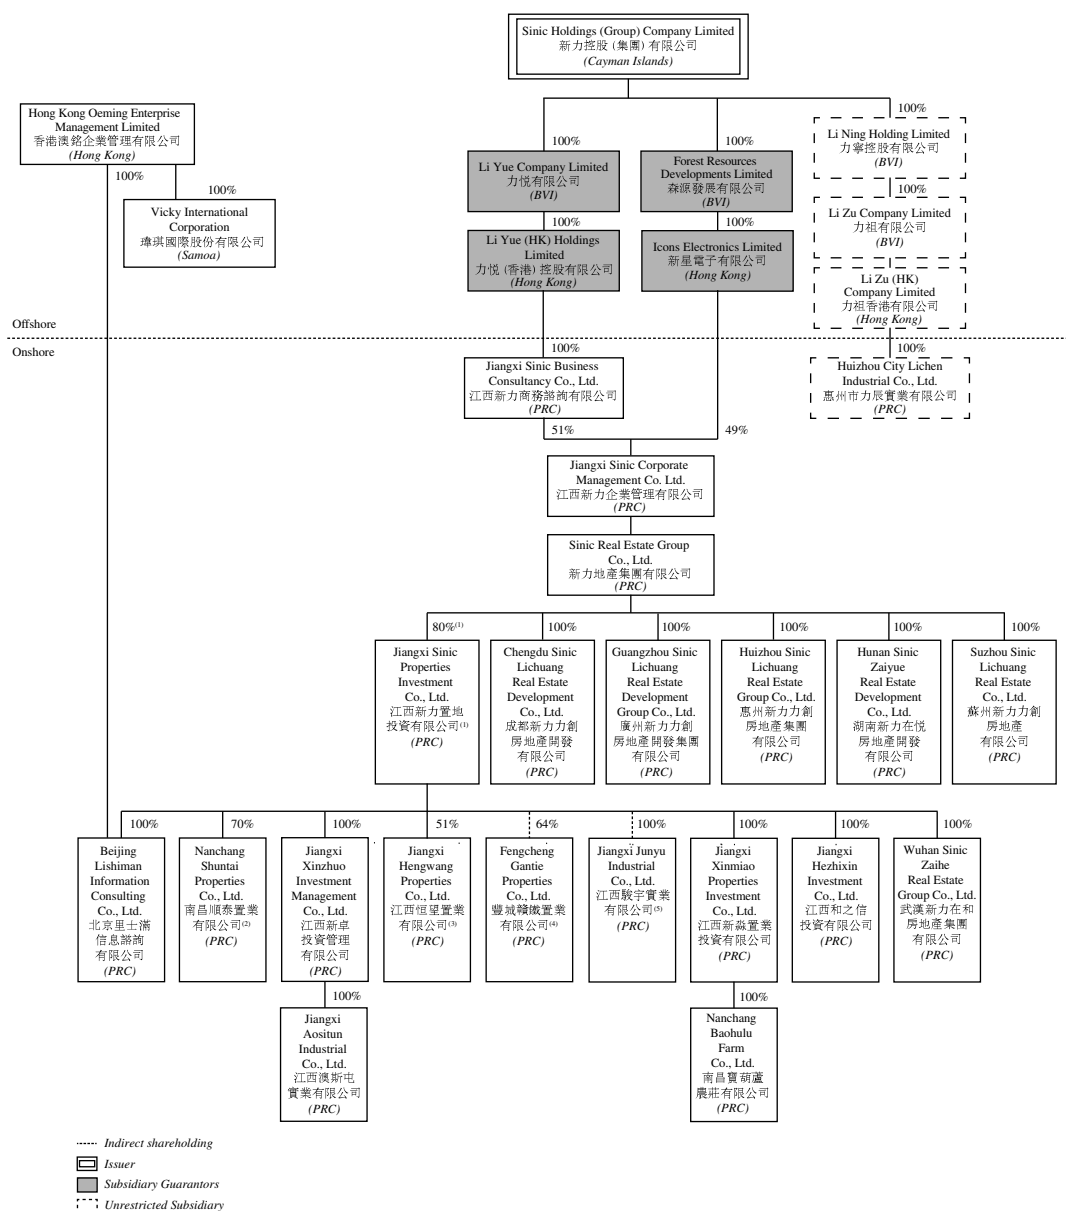 Sinic Holdings (Group) Company Limited
新力控股 (集團) 有限公司
(Cayman Islands)
Hong Kong Oeming Enterprise
Management Limited
香港澳銘企業管理有限公司
(Hong Kong)
100%
100%
Vicky International
Corporation
瑋琪國際股份有限公司
(Samoa)
100%
Li Yue Company Limited
力悦有限公司
(BVI)
100%
Li Yue (HK) Holdings
Limited
力悦 (香港) 控股有限公司
(Hong Kong)
100%
Forest Resources
Developments Limited
森源發展有限公司
(BVI)
100%
Icons Electronics Limited
新星電子有限公司
(Hong Kong)
100%
Li Ning Holding Limited
力寧控股有限公司
(BVI)
100%
Li Zu Company Limited
力祖有限公司
(BVI)
Li Zu (HK)
Company Limited
力祖香港有限公司
(Hong Kong)
Offshore
Onshore
100%
Jiangxi Sinic Business
Consultancy Co., Ltd.
江西新力商務諮詢有限公司
(PRC)
100%
Huizhou City Lichen
Industrial Co., Ltd.
惠州市力辰實業有限公司
(PRC)
51%
49%
Jiangxi Sinic Corporate
Management Co. Ltd.
江西新力企業管理有限公司
(PRC)
Sinic Real Estate Group
Co., Ltd.
新力地產集團有限公司
(PRC)
80%(1)
Jiangxi Sinic
Properties
Investment
Co., Ltd.
江西新力置地
投資有限公司(1)
(PRC)
100%
Chengdu Sinic
Lichuang
Real Estate
Development
Co., Ltd.
成都新力力創
房地產開發
有限公司
(PRC)
100%
Guangzhou Sinic
Lichuang
Real Estate
Development
Group Co., Ltd.
廣州新力力創
房地產開發集團
有限公司
(PRC)
100%
Huizhou Sinic
Lichuang
Real Estate
Group Co., Ltd.
惠州新力力創
房地產集團
有限公司
(PRC)
100%
Hunan Sinic
Zaiyue
Real Estate
Development
Co., Ltd.
湖南新力在悦
房地產開發
有限公司
(PRC)
100%
Suzhou Sinic
Lichuang
Real Estate
Co., Ltd.
蘇州新力力創
房地產
有限公司
(PRC)
100%
Beijing
Lishiman
Information
Consulting
Co., Ltd.
北京里士滿
信息諮詢
有限公司
(PRC)
70%
Nanchang
Shuntai
Properties
Co., Ltd.
南昌順泰置業
有限公司(2)
(PRC)
100%
Jiangxi
Xinzhuo
Investment
Management
Co., Ltd.
江西新卓
投資管理
有限公司
(PRC)
51%
Jiangxi
Hengwang
Properties
Co., Ltd.
江西恒望置業
有限公司(3)
(PRC)
64%
Fengcheng
Gantie
Properties
Co., Ltd.
豐城贛鐵置業
有限公司(4)
(PRC)
100%
Jiangxi Junyu
Industrial
Co., Ltd.
江西駿宇實業
有限公司(5)
(PRC)
100%
Jiangxi
Xinmiao
Properties
Investment
Co., Ltd.
江西新淼置業
投資有限公司
(PRC)
100%
Jiangxi
Hezhixin
Investment
Co., Ltd.
江西和之信
投資有限公司
(PRC)
100%
Wuhan Sinic
Zaihe
Real Estate
Group Co., Ltd.
武漢新力在和
房地產集團
有限公司
(PRC)
100%
Jiangxi
Aositun
Industrial
Co., Ltd.
江西澳斯屯
實業有限公司
(PRC)
100%
Nanchang
Baohulu
Farm
Co., Ltd.
南昌寶葫蘆
農莊有限公司
(PRC)
Indirect shareholding
Issuer
Subsidiary Guarantors
Unrestricted Subsidiary